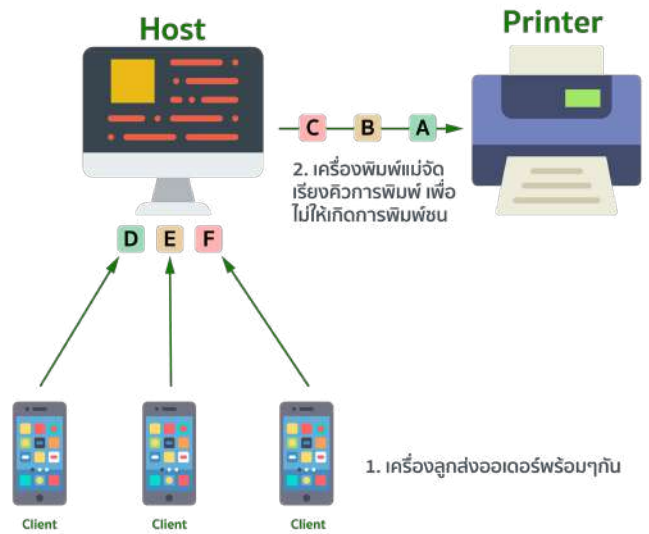 Host
Printer
C B A
2. เครื่องพิมพ์แม่จัด
เรียงคิวการพิมพ์ เพื่อ
ไม่ให้เกิดการพิมพ์ชน
D E F
1. เครื่องลูกส่งออเดอร์พร้อมๆกัน
Client Client Client